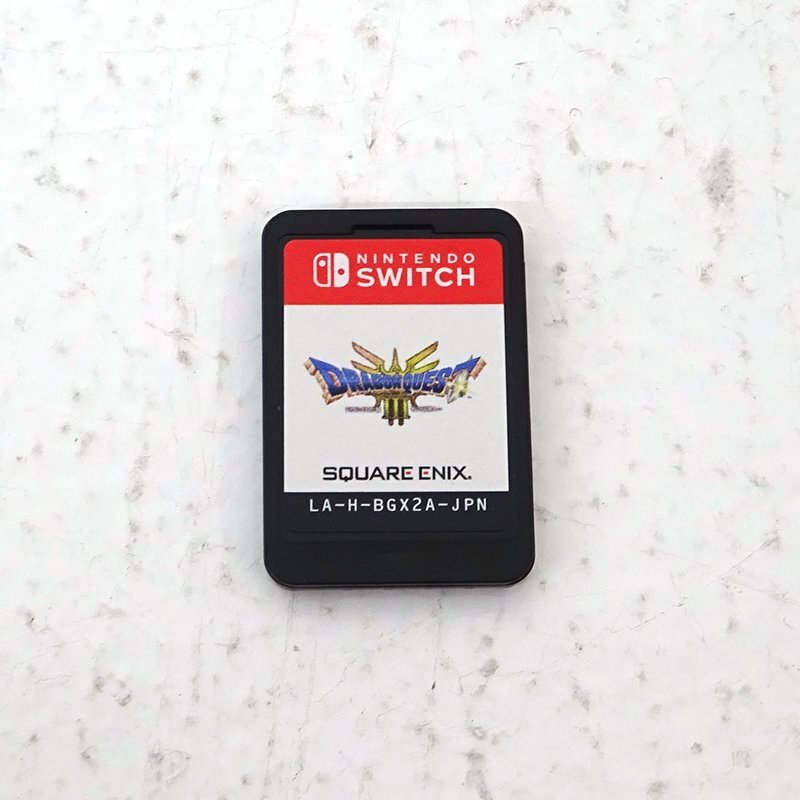 NINTENDO
SWITCH
DRAGON QUEST
III
SQUARE ENIX.
LA-H-BGX2A-JPN